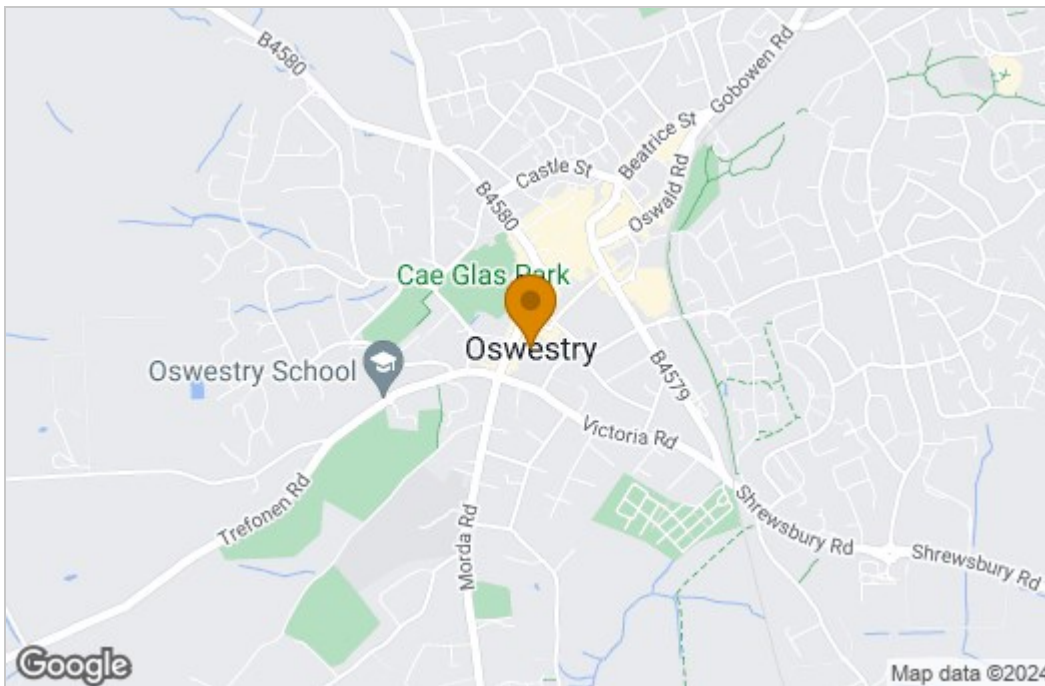 B4580
Gobowen Rd
Beatrice St
Castle St
Oswald Rd
B4580
Cae Glas Park
Oswestry
Oswestry School
B4579
Victoria Rd
Trefonen Rd
Morda Rd
Shrewsbury Rd
Shrewsbury Rd
Google
Map data ©2024